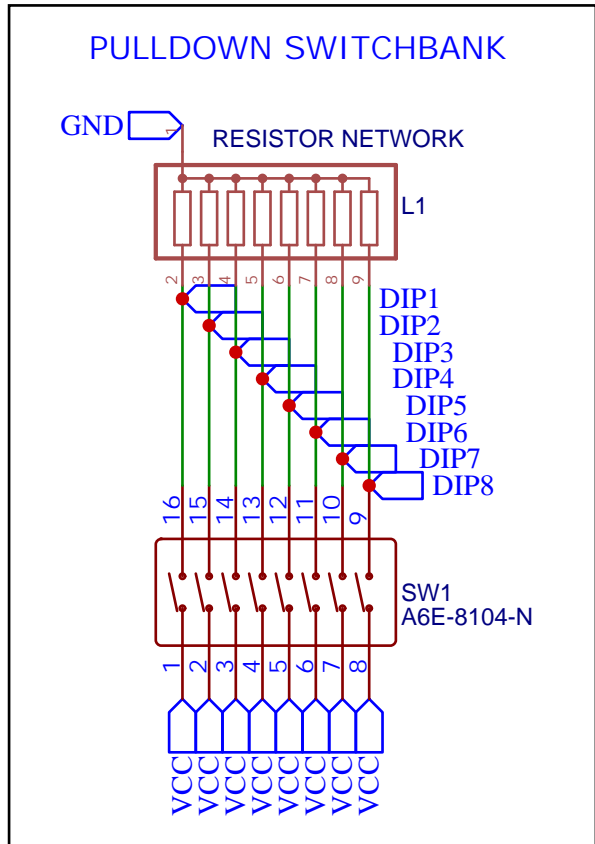 PULLDOWN SWITCHBANK
GND
1
RESISTOR NETWORK
L1
2 3 4 5 6 7 8 9
DIP1
DIP2
DIP3
DIP4
DIP5
DIP6
DIP7
DIP8
16 15 14 13 12 11 10 9
SW1
A6E-8104-N
1 2 3 4 5 6 7 8
VCC VCC VCC VCC VCC VCC VCC VCC